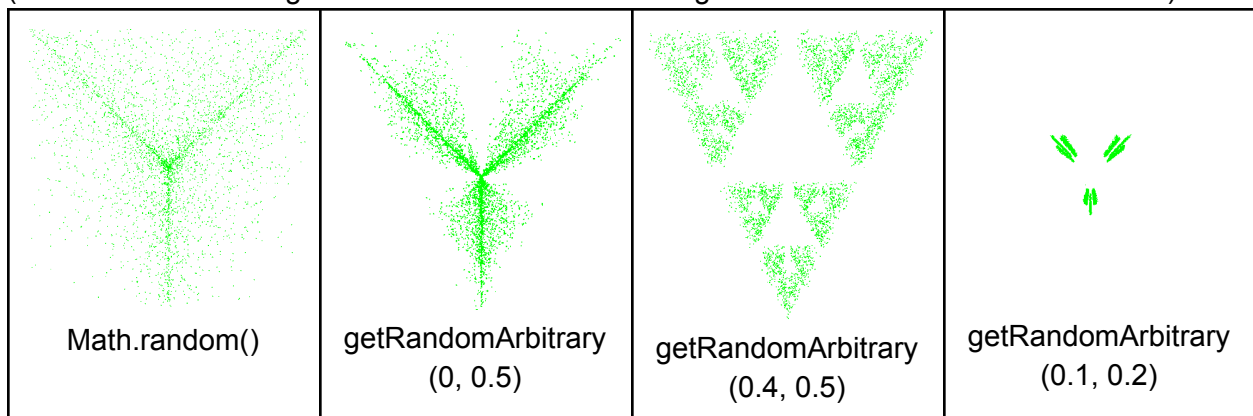 Math.random()
getRandomArbitrary
(0, 0.5)
getRandomArbitrary
(0.4, 0.5)
getRandomArbitrary
(0.1, 0.2)